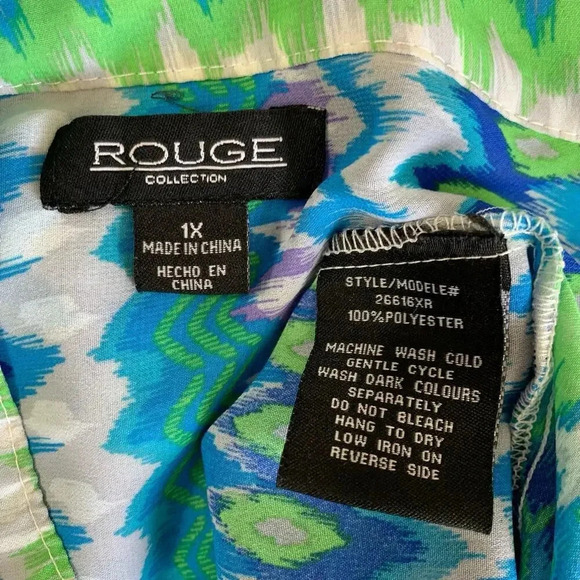 ROUGE
COLLECTION
1X
MADE IN CHINA
HECHO EN
CHINA
STYLE/MODELE#
26616XR
100%POLYESTER
MACHINE WASH COLD
GENTLE CYCLE
WASH DARK COLOURS
SEPARATELY
DO NOT BLEACH
HANG TO DRY
LOW IRON ON
REVERSE SIDE